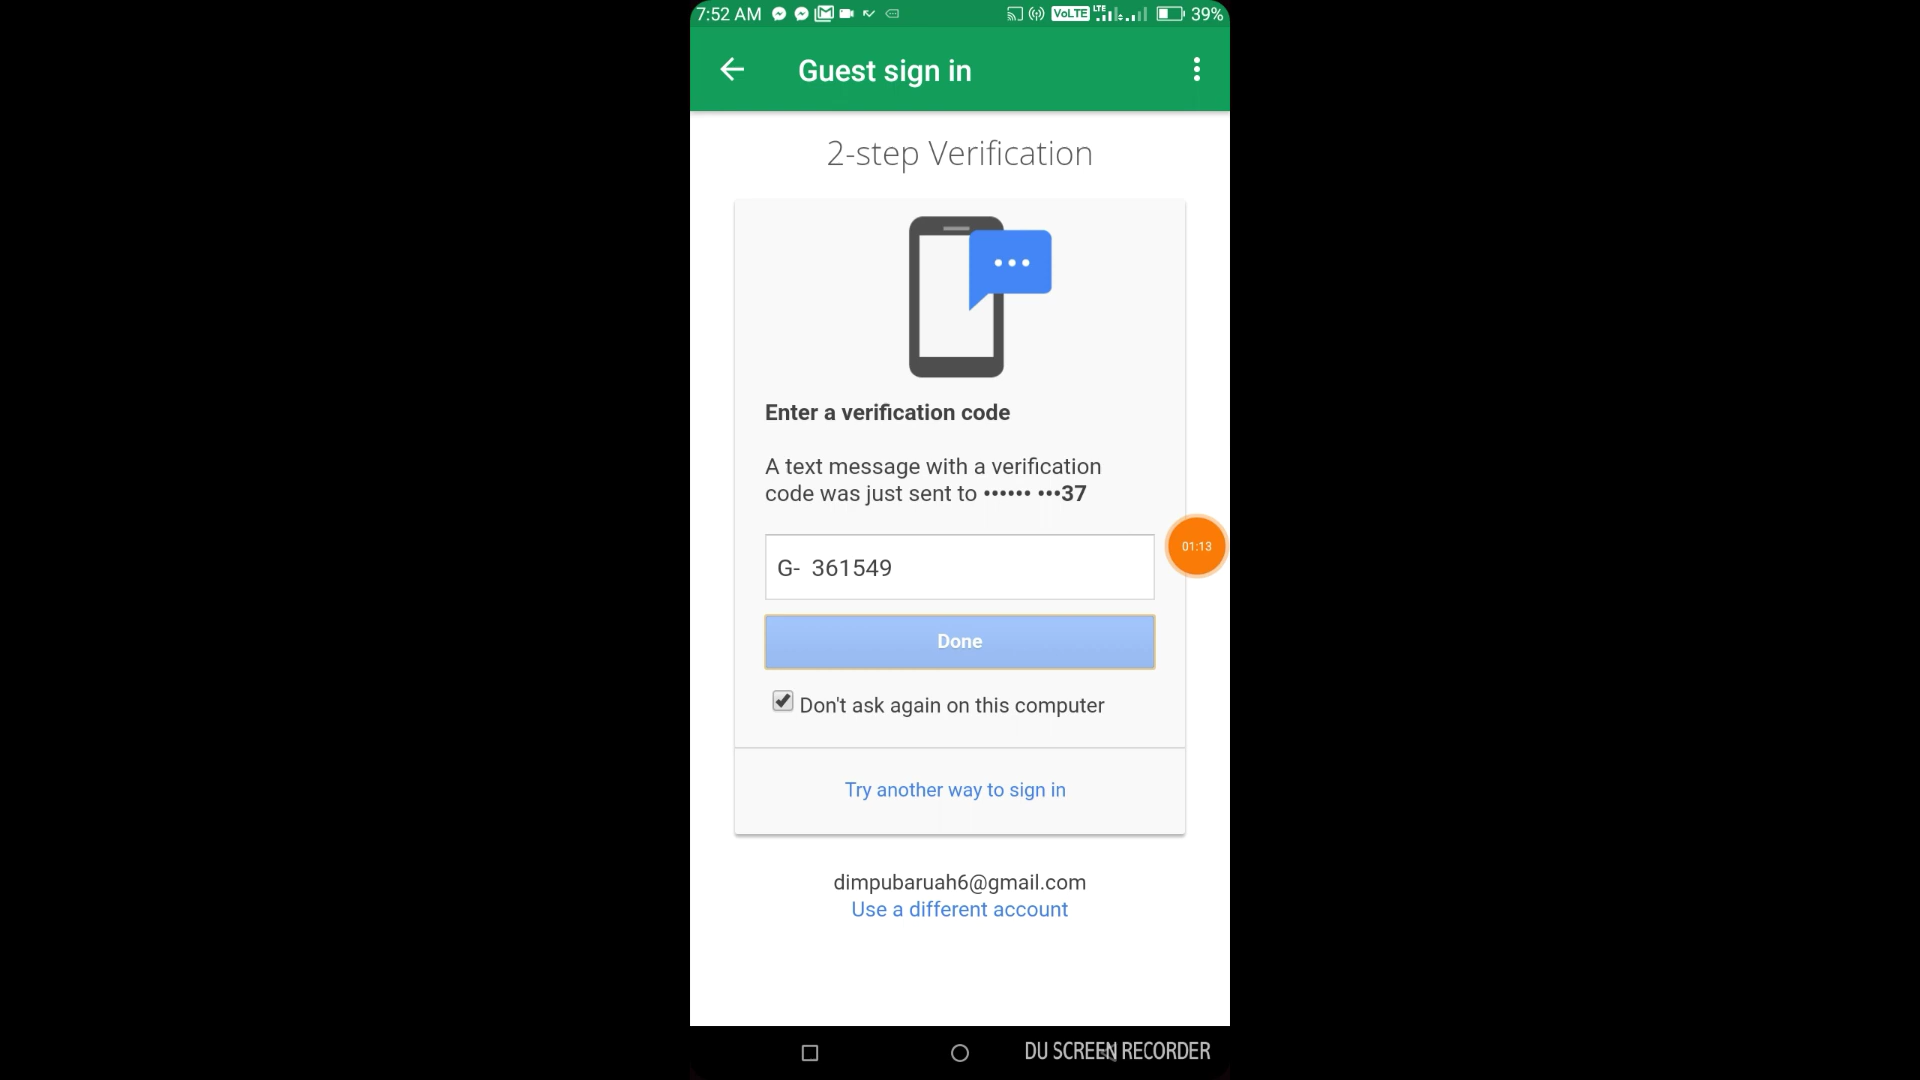 7:52 AM VoLTE LTE 39%
Guest sign in
2-step Verification
Enter a verification code
A text message with a verification
code was just sent to •••••• •••37
01:13
G- 361549
Done
Don't ask again on this computer
Try another way to sign in
dimpubaruah6@gmail.com
Use a different account
DU SCREEN RECORDER